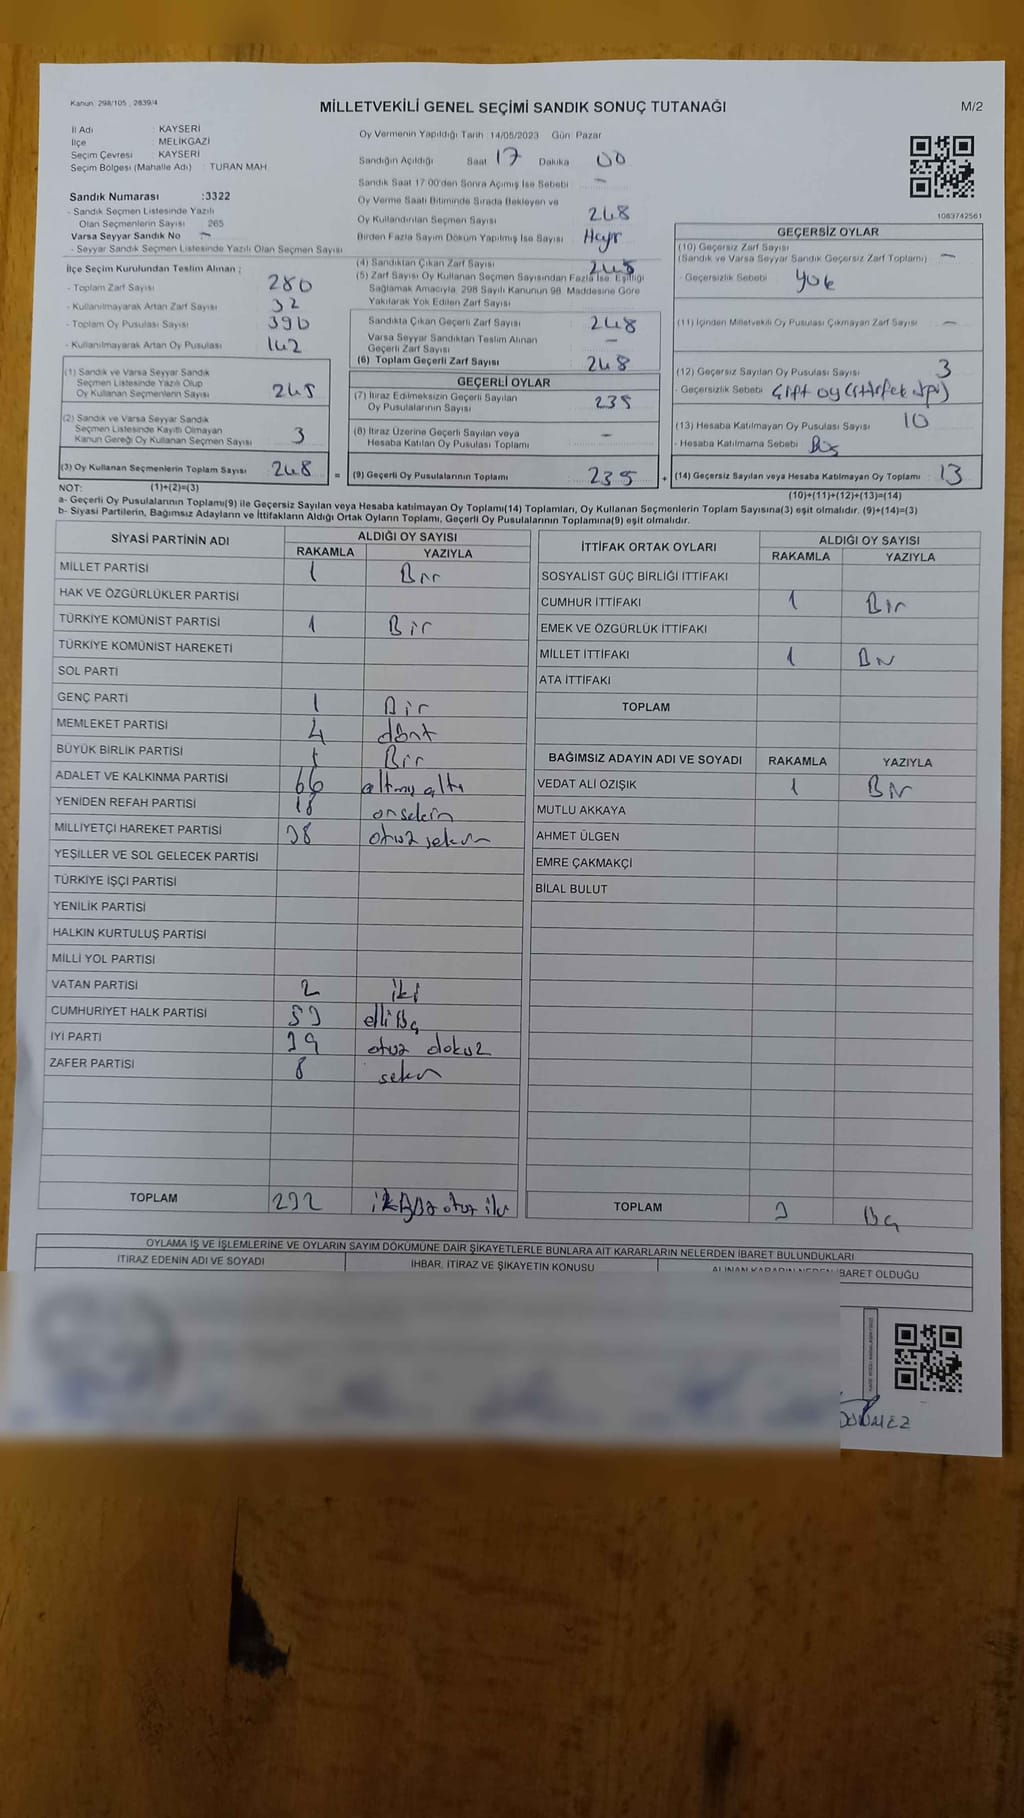 Kanun: 298/105 , 2839/4
MİLLETVEKİLİ GENEL SEÇİMİ SANDIK SONUÇ TUTANAĞI
M/2
İl Adı : KAYSERİ
İlçe : MELİKGAZİ
Seçim Çevresi : KAYSERİ
Seçim Bölgesi (Mahalle Adı) : TURAN MAH.
Sandık Numarası :3322
- Sandık Seçmen Listesinde Yazılı
Olan Seçmenlerin Sayısı : 265
Varsa Seyyar Sandık No : -
- Seyyar Sandık Seçmen Listesinde Yazılı Olan Seçmen Sayısı
İlçe Seçim Kurulundan Teslim Alınan ;
- Toplam Zarf Sayısı : 280
- Kullanılmayarak Artan Zarf Sayısı : 32
- Toplam Oy Pusulası Sayısı : 390
- Kullanılmayarak Artan Oy Pusulası : 142
(1) Sandık ve Varsa Seyyar Sandık
Seçmen Listesinde Yazılı Olup
Oy Kullanan Seçmenlerin Sayısı : 245
(2) Sandık ve Varsa Seyyar Sandık
Seçmen Listesinde Kayıtlı Olmayan
Kanun Gereği Oy Kullanan Seçmen Sayısı : 3
(3) Oy Kullanan Seçmenlerin Toplam Sayısı : 248 =
Oy Vermenin Yapıldığı Tarih : 14/05/2023 Gün: Pazar
Sandığın Açıldığı Saat 17 Dakika 00
Sandık Saat 17:00'den Sonra Açımış İse Sebebi : -
Oy Verme Saati Bitiminde Sırada Bekleyen ve
Oy Kullandırılan Seçmen Sayısı : 248
Birden Fazla Sayım Döküm Yapılmış İse Sayısı : Hayr
(4) Sandıktan Çıkan Zarf Sayısı : 248
(5) Zarf Sayısı Oy Kullanan Seçmen Sayısından Fazla İse, Eşitliği
Sağlamak Amacıyla, 298 Sayılı Kanunun 98. Maddesine Göre
Yakılarak Yok Edilen Zarf Sayısı :
Sandıkta Çıkan Geçerli Zarf Sayısı : 248
Varsa Seyyar Sandıktan Teslim Alınan
Geçerli Zarf Sayısı : -
(6) Toplam Geçerli Zarf Sayısı : 248
GEÇERLİ OYLAR
(7) İtiraz Edilmeksizin Geçerli Sayılan
Oy Pusulalarının Sayısı : 235
(8) İtiraz Üzerine Geçerli Sayılan veya
Hesaba Katılan Oy Pusulası Toplamı : -
(9) Geçerli Oy Pusulalarının Toplamı : 235 +
1083742561
GEÇERSİZ OYLAR
(10) Geçersiz Zarf Sayısı
(Sandık ve Varsa Seyyar Sandık Geçersiz Zarf Toplamı) : -
- Geçersizlik Sebebi : yok
(11) İçinden Milletvekili Oy Pusulası Çıkmayan Zarf Sayısı : -
(12) Geçersiz Sayılan Oy Pusulası Sayısı : 3
- Geçersizlik Sebebi : Çift oy
(13) Hesaba Katılmayan Oy Pusulası Sayısı : 10
- Hesaba Katılmama Sebebi : Boş
(14) Geçersiz Sayılan veya Hesaba Katılmayan Oy Toplamı : 13
NOT: (1)+(2)=(3)
(10)+(11)+(12)+(13)=(14)
a- Geçerli Oy Pusulalarının Toplamı(9) ile Geçersiz Sayılan veya Hesaba katılmayan Oy Toplamı(14) Toplamları, Oy Kullanan Seçmenlerin Toplam Sayısına(3) eşit olmalıdır. (9)+(14)=(3)
b- Siyasi Partilerin, Bağımsız Adayların ve İttifakların Aldığı Ortak Oyların Toplamı, Geçerli Oy Pusulalarının Toplamına(9) eşit olmalıdır.
SİYASİ PARTİNİN ADI ALDIĞI OY SAYISI
RAKAMLA YAZIYLA
MİLLET PARTİSİ 1 Bir
HAK VE ÖZGÜRLÜKLER PARTİSİ
TÜRKİYE KOMÜNİST PARTİSİ 1 Bir
TÜRKİYE KOMÜNİST HAREKETİ
SOL PARTİ
GENÇ PARTİ 1 Bir
MEMLEKET PARTİSİ 4 dört
BÜYÜK BİRLİK PARTİSİ 1 Bir
ADALET VE KALKINMA PARTİSİ 66 altmış altı
YENİDEN REFAH PARTİSİ 18 onsekiz
MİLLİYETÇİ HAREKET PARTİSİ 38 otuz sekiz
YEŞİLLER VE SOL GELECEK PARTİSİ
TÜRKİYE İŞÇİ PARTİSİ
YENİLİK PARTİSİ
HALKIN KURTULUŞ PARTİSİ
MİLLİ YOL PARTİSİ
VATAN PARTİSİ 2 iki
CUMHURİYET HALK PARTİSİ 53 elli üç
İYİ PARTİ 39 otuz dokuz
ZAFER PARTİSİ 8 sekiz
TOPLAM 232 ikiyüz otuz iki
İTTİFAK ORTAK OYLARI ALDIĞI OY SAYISI
RAKAMLA YAZIYLA
SOSYALİST GÜÇ BİRLİĞİ İTTİFAKI
CUMHUR İTTİFAKI 1 Bir
EMEK VE ÖZGÜRLÜK İTTİFAKI
MİLLET İTTİFAKI 1 Bir
ATA İTTİFAKI
TOPLAM
BAĞIMSIZ ADAYIN ADI VE SOYADI RAKAMLA YAZIYLA
VEDAT ALİ ÖZIŞIK 1 Bir
MUTLU AKKAYA
AHMET ÜLGEN
EMRE ÇAKMAKÇİ
BİLAL BULUT
TOPLAM 3 üç
OYLAMA İŞ VE İŞLEMLERİNE VE OYLARIN SAYIM DÖKÜMÜNE DAİR ŞİKAYETLERLE BUNLARA AİT KARARLARIN NELERDEN İBARET BULUNDUKLARI
İTİRAZ EDENİN ADI VE SOYADI İHBAR, İTİRAZ VE ŞİKAYETİN KONUSU ALINAN KARARIN NEDEN İBARET OLDUĞU
DÖNMEZ